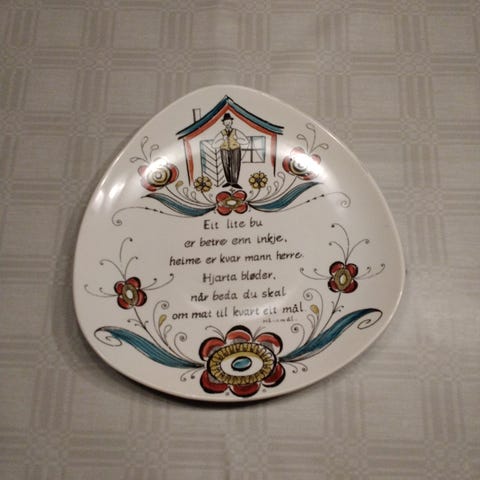 Eit lite bu
er betre enn inkje,
heime er kvar mann herre.
Hjarta bløder,
når beda du skal
om mat til kvart eit mål.
Håvamål.